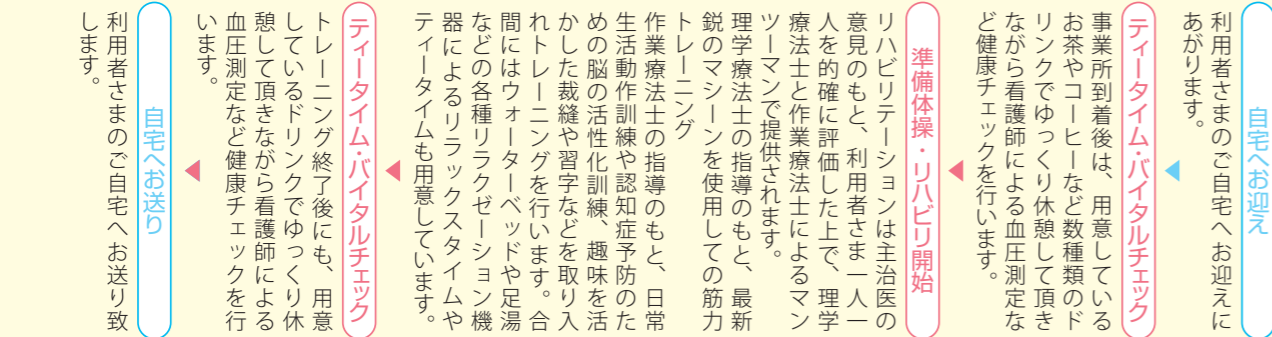 自宅へお迎え
利用者さまのご自宅へお迎えに
あがります。
ティータイム・バイタルチェック
事業所到着後は、用意している
お茶やコーヒーなど数種類のド
リンクでゆっくり休憩して頂き
ながら看護師による血圧測定な
ど健康チェックを行います。
準備体操・リハビリ開始
リハビリテーションは主治医の
意見のもと、利用者さま一人一
人を的確に評価した上で、理学
療法士と作業療法士によるマン
ツーマンで提供されます。
理学療法士の指導のもと、最新
鋭のマシーンを使用しての筋力
トレーニング
作業療法士の指導のもと、日常
生活動作訓練や認知症予防のた
めの脳の活性化訓練、趣味を活
かした裁縫や習字などを取り入
れトレーニングを行います。合
間にはウォーターベッドや足湯
などの各種リラクゼーション機
器によるリラックスタイムや
ティータイムも用意しています。
ティータイム・バイタルチェック
トレーニング終了後にも、用意
しているドリンクでゆっくり休
憩して頂きながら看護師による
血圧測定など健康チェックを行
います。
自宅へお送り
利用者さまのご自宅へお送り致
します。